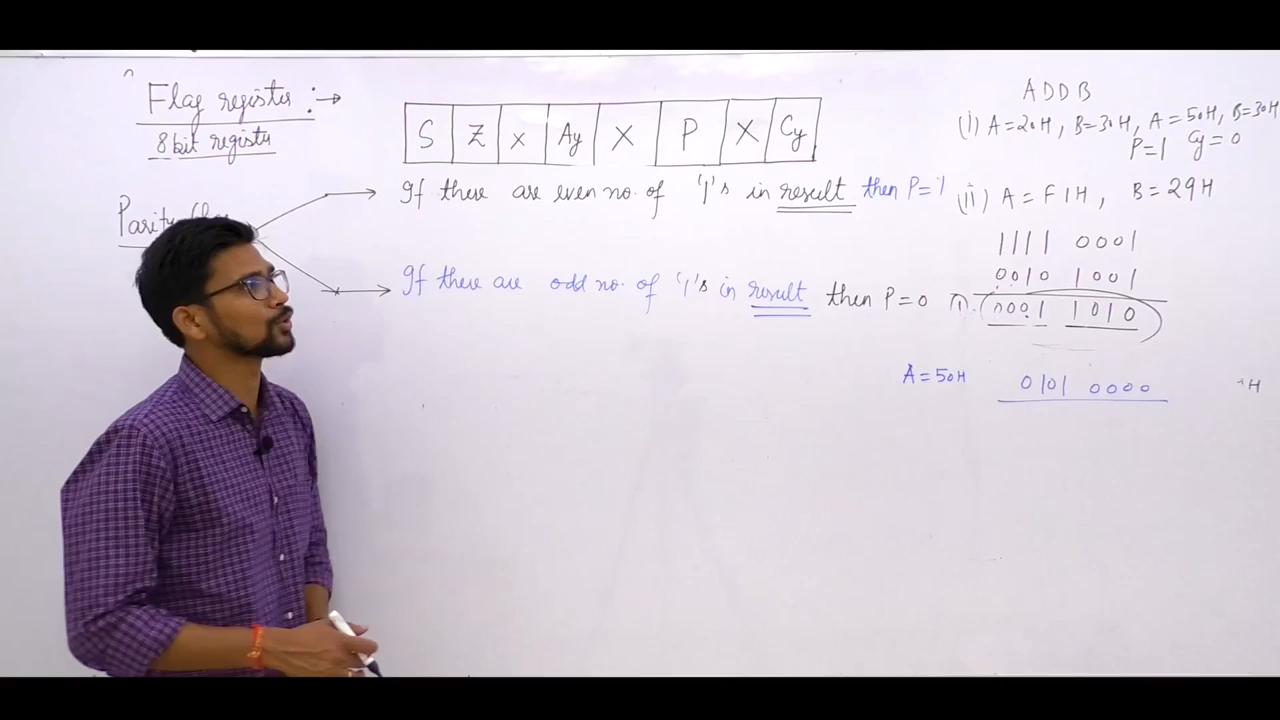 Flag register :→
8 bit register
S Z x Ay X P X Cy
Parity
If there are even no. of '1's in result then P=1
If there are odd no. of '1's in result then P=0
ADD B
(i) A=20H, B=30H, A=50H, B=30H
P=1 Cy=0
(ii) A=F1H, B=29H
1111 0001
0010 1001
1 0001 1010
A=50H 0101 0000
H